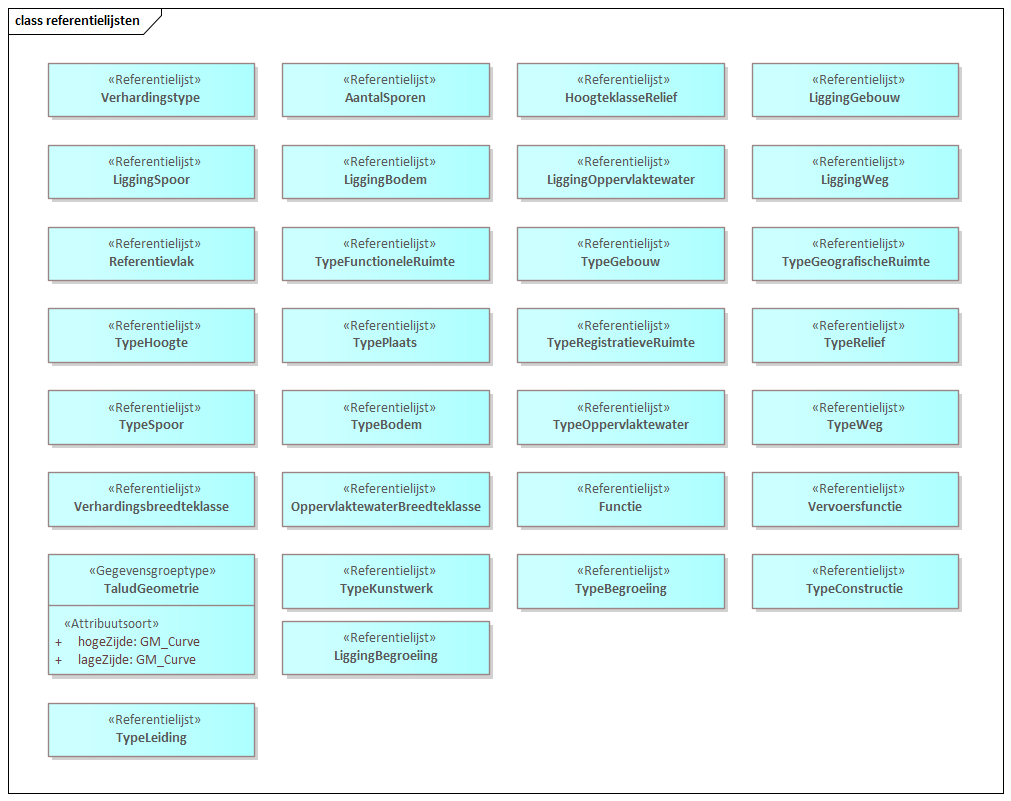 class referentielijsten
«Referentielijst»
Verhardingstype
«Referentielijst»
AantalSporen
«Referentielijst»
HoogteklasseRelief
«Referentielijst»
LiggingGebouw
«Referentielijst»
LiggingSpoor
«Referentielijst»
LiggingBodem
«Referentielijst»
LiggingOppervlaktewater
«Referentielijst»
LiggingWeg
«Referentielijst»
Referentievlak
«Referentielijst»
TypeFunctioneleRuimte
«Referentielijst»
TypeGebouw
«Referentielijst»
TypeGeografischeRuimte
«Referentielijst»
TypeHoogte
«Referentielijst»
TypePlaats
«Referentielijst»
TypeRegistratieveRuimte
«Referentielijst»
TypeRelief
«Referentielijst»
TypeSpoor
«Referentielijst»
TypeBodem
«Referentielijst»
TypeOppervlaktewater
«Referentielijst»
TypeWeg
«Referentielijst»
Verhardingsbreedteklasse
«Referentielijst»
OppervlaktewaterBreedteklasse
«Referentielijst»
Functie
«Referentielijst»
Vervoersfunctie
«Gegevensgroeptype»
TaludGeometrie
«Attribuutsoort»
+ hogeZijde: GM_Curve
+ lageZijde: GM_Curve
«Referentielijst»
TypeKunstwerk
«Referentielijst»
TypeBegroeiing
«Referentielijst»
TypeConstructie
«Referentielijst»
LiggingBegroeiing
«Referentielijst»
TypeLeiding